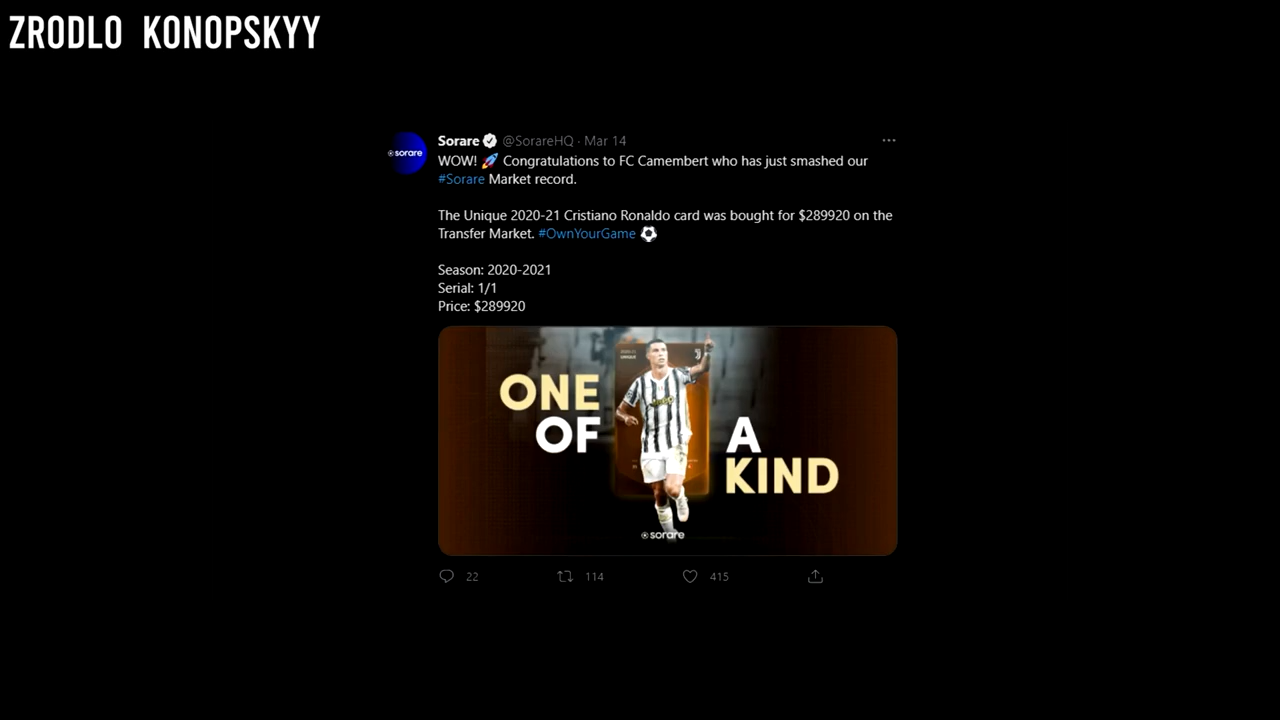 ZRODLO KONOPSKYY
Sorare @SorareHQ · Mar 14
sorare
WOW! 🚀 Congratulations to FC Camembert who has just smashed our
#Sorare Market record.
The Unique 2020-21 Cristiano Ronaldo card was bought for $289920 on the
Transfer Market. #OwnYourGame ⚽
Season: 2020-2021
Serial: 1/1
Price: $289920
ONE
OF
A
KIND
sorare
22 114 415